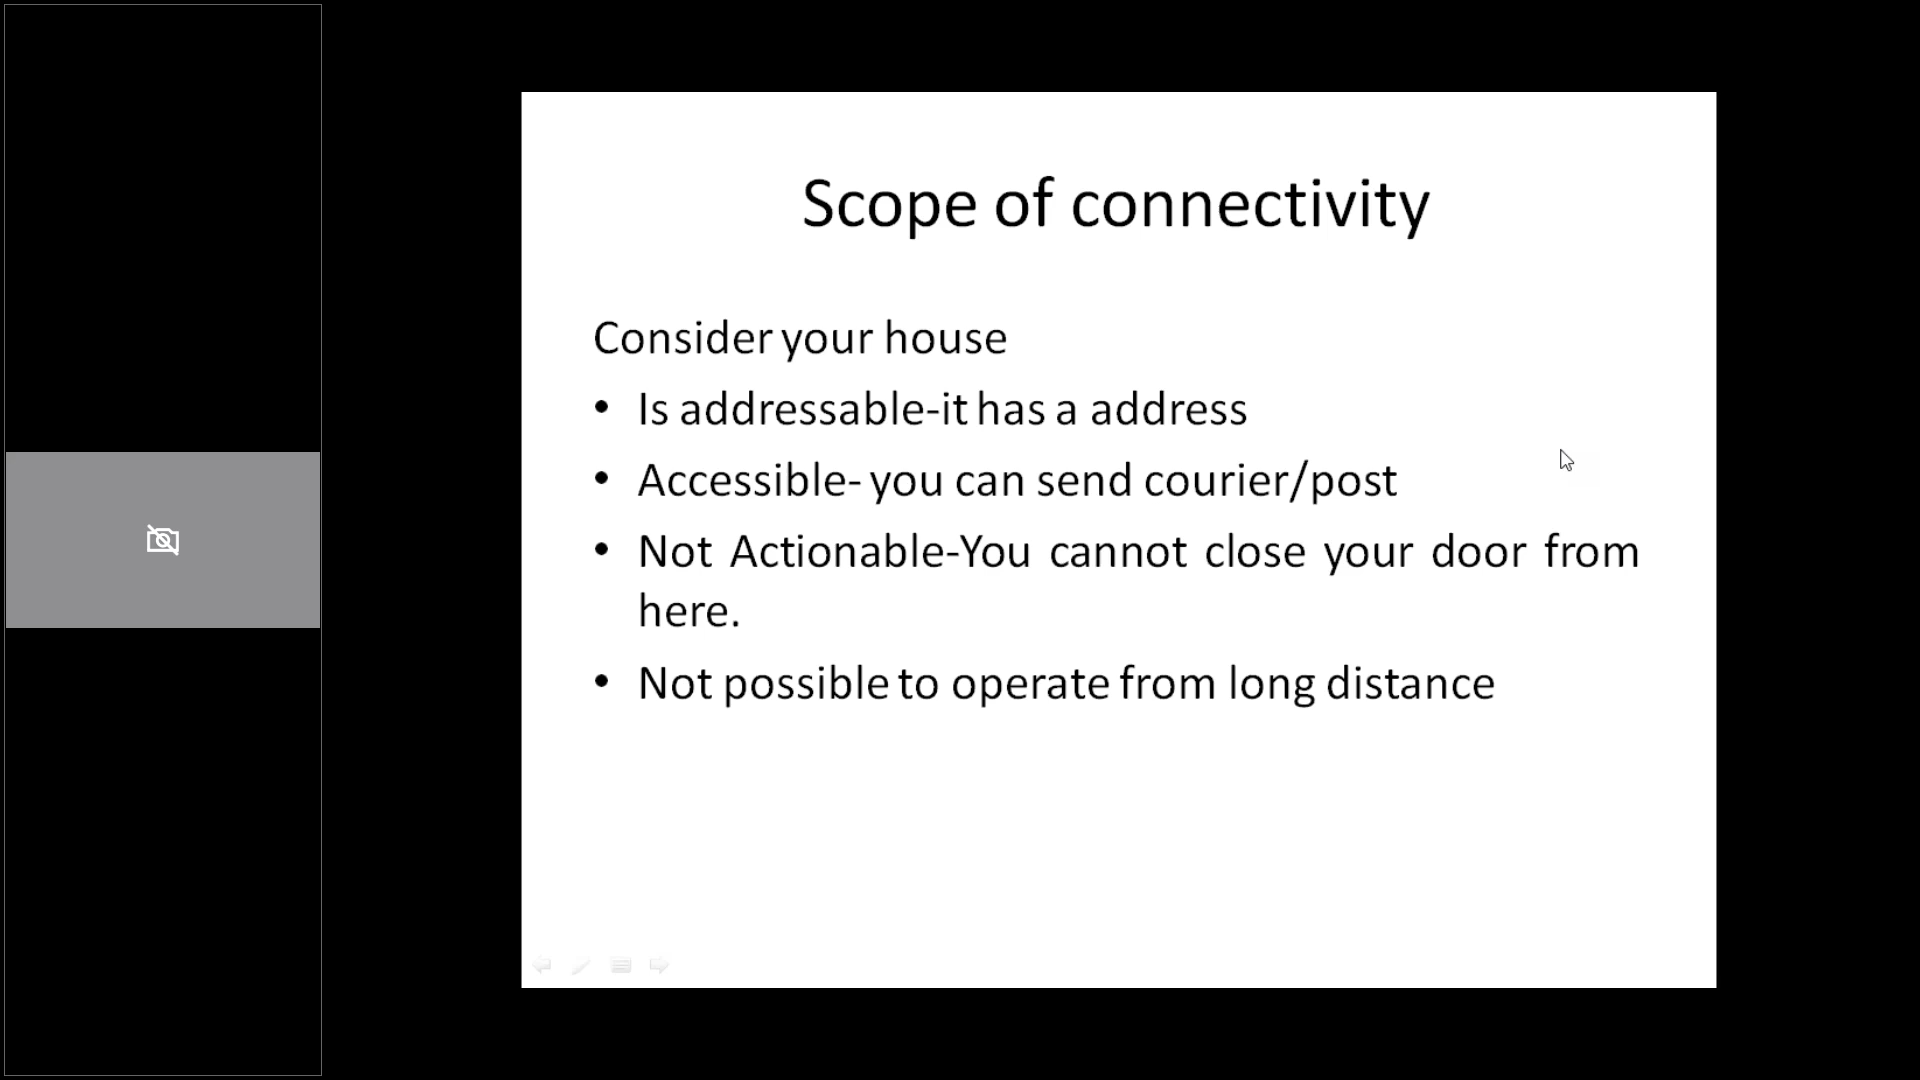 Scope of connectivity
Consider your house
• Is addressable-it has a address
• Accessible- you can send courier/post
• Not Actionable-You cannot close your door from
here.
• Not possible to operate from long distance